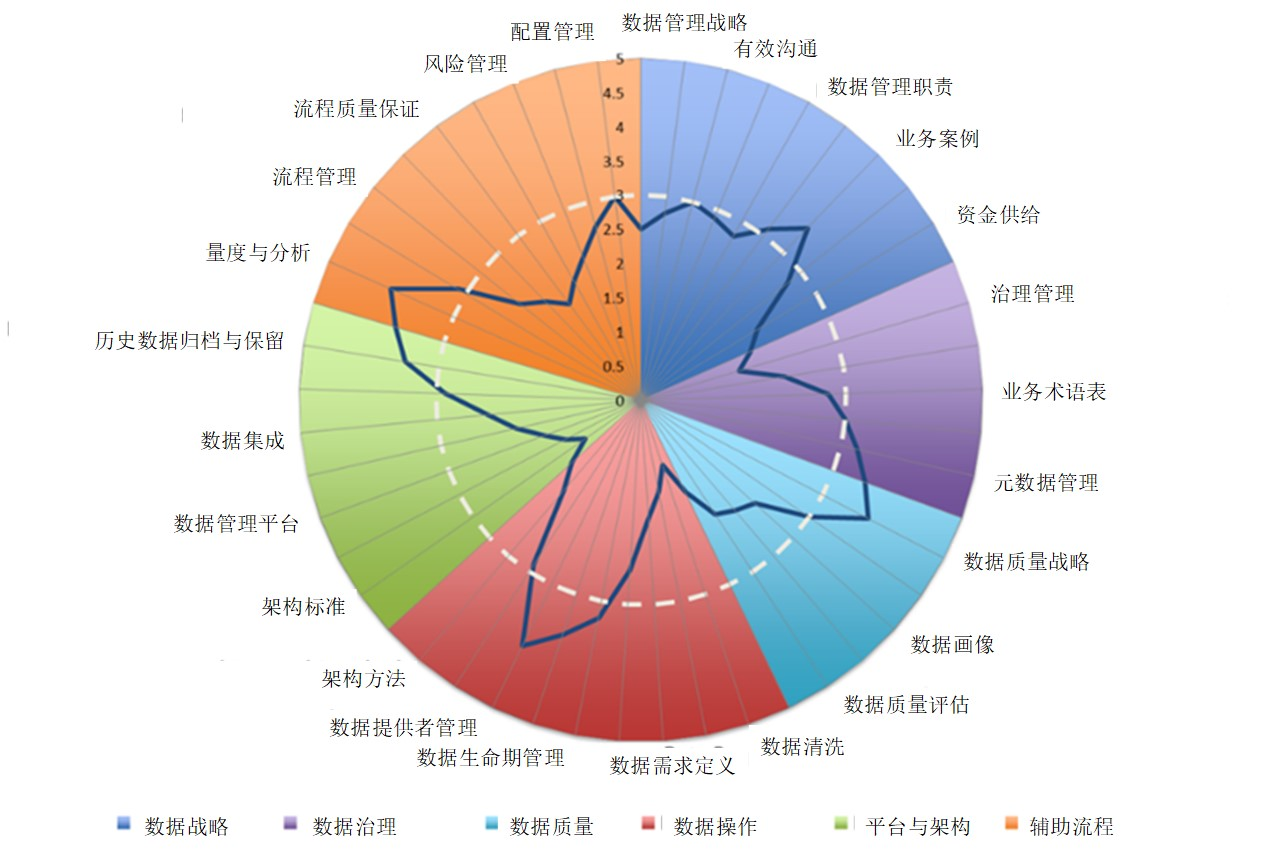 数据管理战略
有效沟通
数据管理职责
业务案例
资金供给
治理管理
业务术语表
元数据管理
数据质量战略
数据画像
数据质量评估
数据清洗
数据需求定义
数据生命期管理
数据提供者管理
架构方法
架构标准
数据管理平台
数据集成
历史数据归档与保留
量度与分析
流程管理
流程质量保证
风险管理
配置管理
5
4.5
4
3.5
3
2.5
2
1.5
1
0.5
0
数据战略
数据治理
数据质量
数据操作
平台与架构
辅助流程